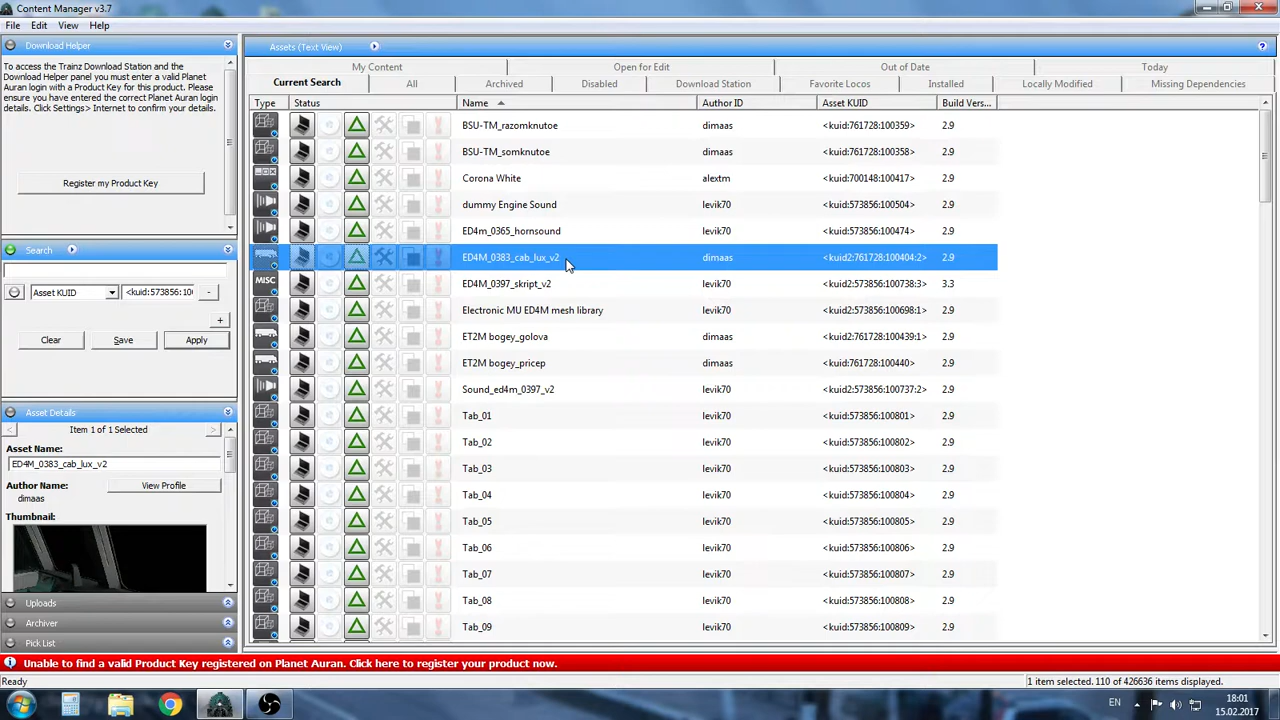 Content Manager v3.7
File Edit View Help
Download Helper
To access the Trainz Download Station and the
Download Helper panel you must enter a valid Planet
Auran login with a Product Key for this product. Please
ensure you have entered the correct Planet Auran login
details. Click Settings> Internet to confirm your details.
Register my Product Key
Search
Asset KUID <kuid:573856:10( -
+
Clear Save Apply
Asset Details
Item 1 of 1 Selected
Asset Name:
ED4M_0383_cab_lux_v2
Author Name: View Profile
dimaas
Thumbnail:
Uploads
Archiver
Pick List
Assets (Text View)
My Content Open for Edit Out of Date Today
Current Search All Archived Disabled Download Station Favorite Locos Installed Locally Modified Missing Dependencies
Type Status Name Author ID Asset KUID Build Vers...
BSU-TM_razomknutoe dimaas <kuid:761728:100359> 2.9
BSU-TM_somknutoe dimaas <kuid:761728:100358> 2.9
Corona White alextm <kuid:700148:100417> 2.9
dummy Engine Sound levik70 <kuid:573856:100504> 2.9
ED4m_0365_hornsound levik70 <kuid:573856:100474> 2.9
ED4M_0383_cab_lux_v2 dimaas <kuid2:761728:100404:2> 2.9
MISC ED4M_0397_skript_v2 levik70 <kuid2:573856:100738:3> 3.3
Electronic MU ED4M mesh library levik70 <kuid2:573856:100698:1> 2.9
ET2M bogey_golova dimaas <kuid2:761728:100439:1> 2.9
ET2M bogey_pricep dimaas <kuid:761728:100440> 2.9
Sound_ed4m_0397_v2 levik70 <kuid2:573856:100737:2> 2.9
Tab_01 levik70 <kuid:573856:100801> 2.9
Tab_02 levik70 <kuid:573856:100802> 2.9
Tab_03 levik70 <kuid:573856:100803> 2.9
Tab_04 levik70 <kuid:573856:100804> 2.9
Tab_05 levik70 <kuid:573856:100805> 2.9
Tab_06 levik70 <kuid:573856:100806> 2.9
Tab_07 levik70 <kuid:573856:100807> 2.9
Tab_08 levik70 <kuid:573856:100808> 2.9
Tab_09 levik70 <kuid:573856:100809> 2.9
Unable to find a valid Product Key registered on Planet Auran. Click here to register your product now.
Ready 1 item selected. 110 of 426636 items displayed.
EN 18:01
15.02.2017